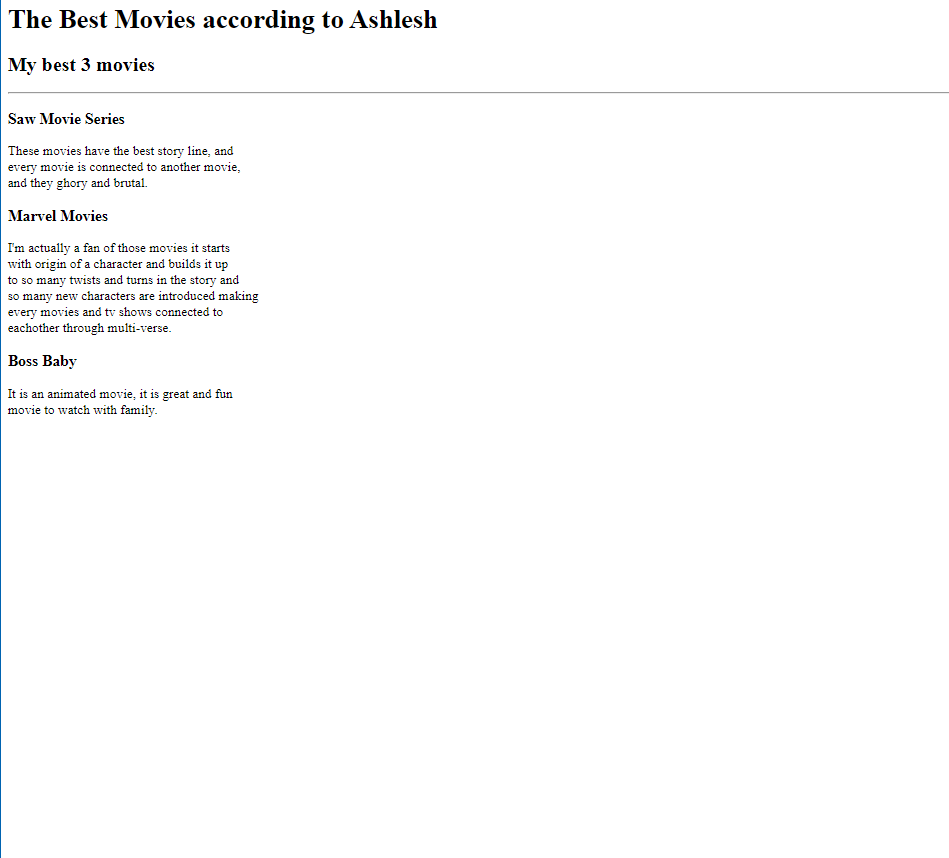 The Best Movies according to Ashlesh
My best 3 movies
Saw Movie Series
These movies have the best story line, and
every movie is connected to another movie,
and they ghory and brutal.
Marvel Movies
I'm actually a fan of those movies it starts
with origin of a character and builds it up
to so many twists and turns in the story and
so many new characters are introduced making
every movies and tv shows connected to
eachother through multi-verse.
Boss Baby
It is an animated movie, it is great and fun
movie to watch with family.